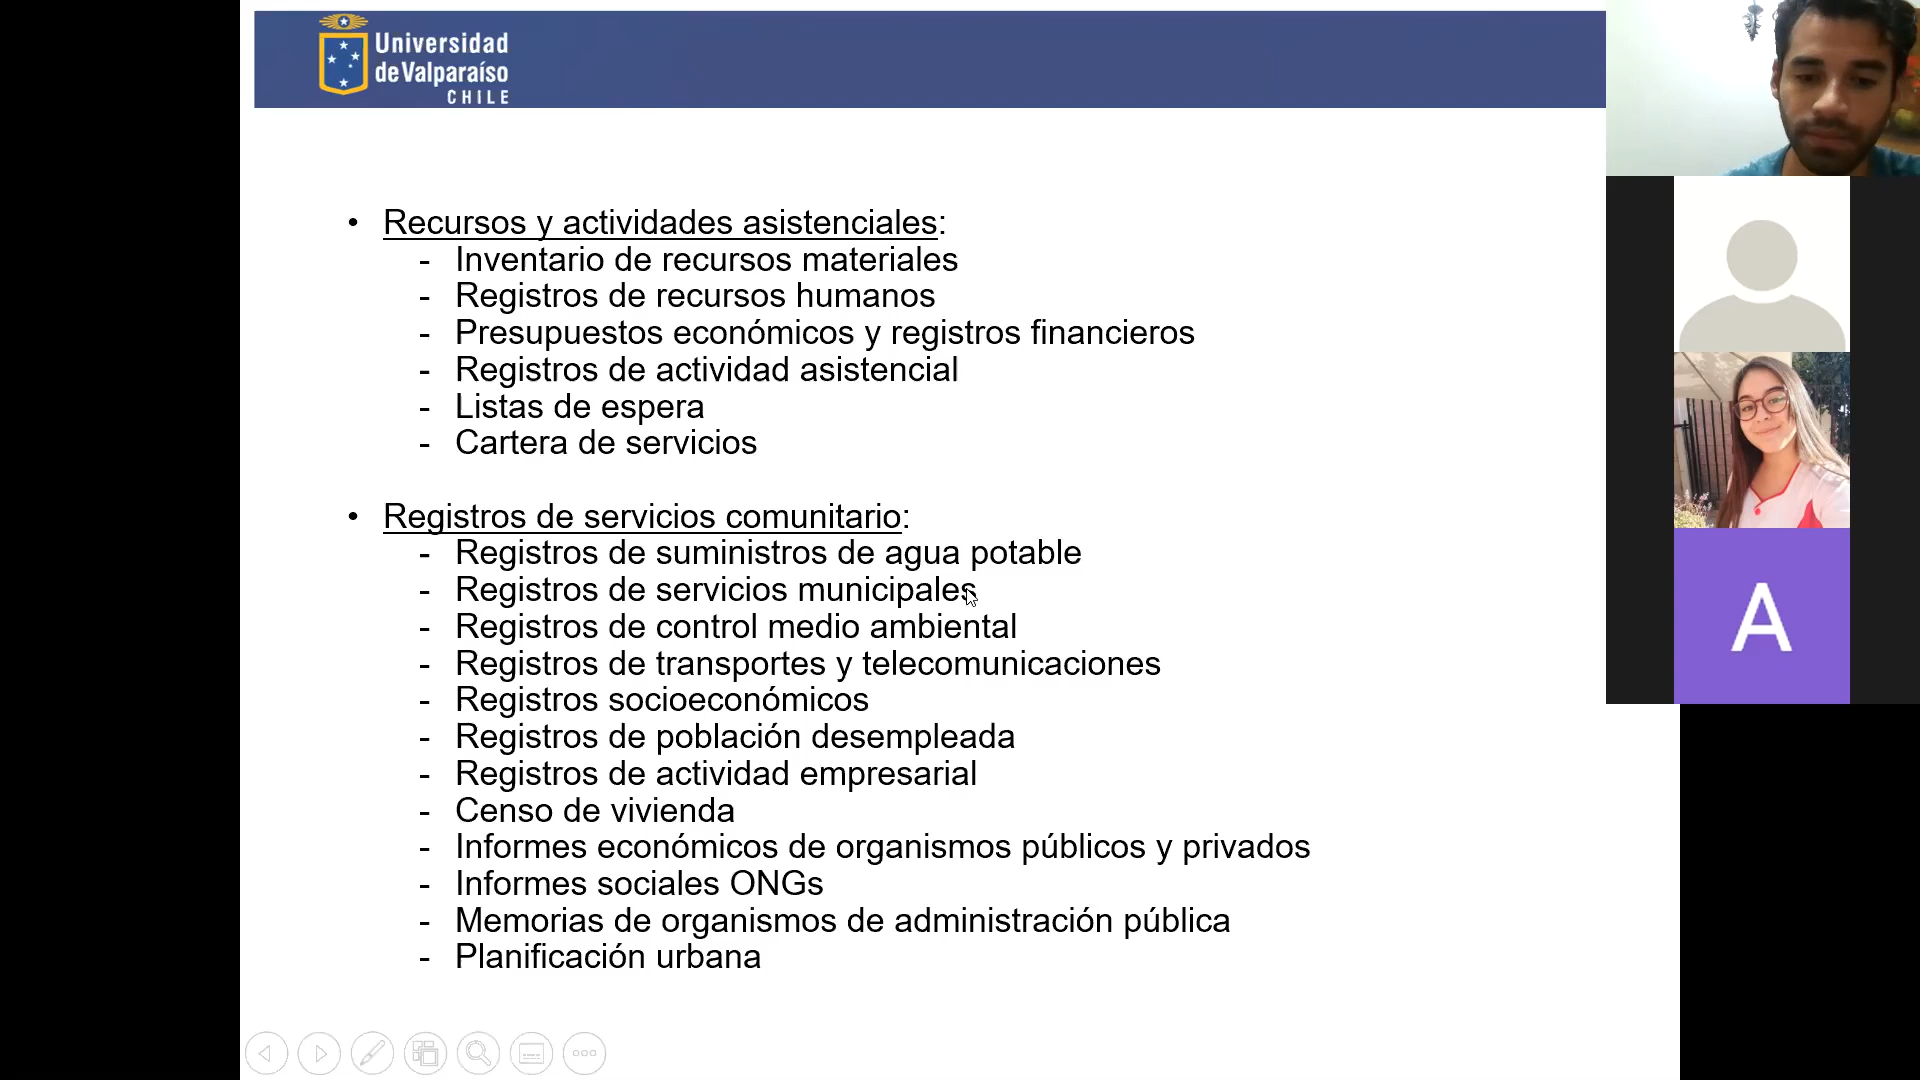 Universidad
de Valparaíso
CHILE
• Recursos y actividades asistenciales:
- Inventario de recursos materiales
- Registros de recursos humanos
- Presupuestos económicos y registros financieros
- Registros de actividad asistencial
- Listas de espera
- Cartera de servicios
• Registros de servicios comunitario:
- Registros de suministros de agua potable
- Registros de servicios municipales
- Registros de control medio ambiental
- Registros de transportes y telecomunicaciones
- Registros socioeconómicos
- Registros de población desempleada
- Registros de actividad empresarial
- Censo de vivienda
- Informes económicos de organismos públicos y privados
- Informes sociales ONGs
- Memorias de organismos de administración pública
- Planificación urbana
A